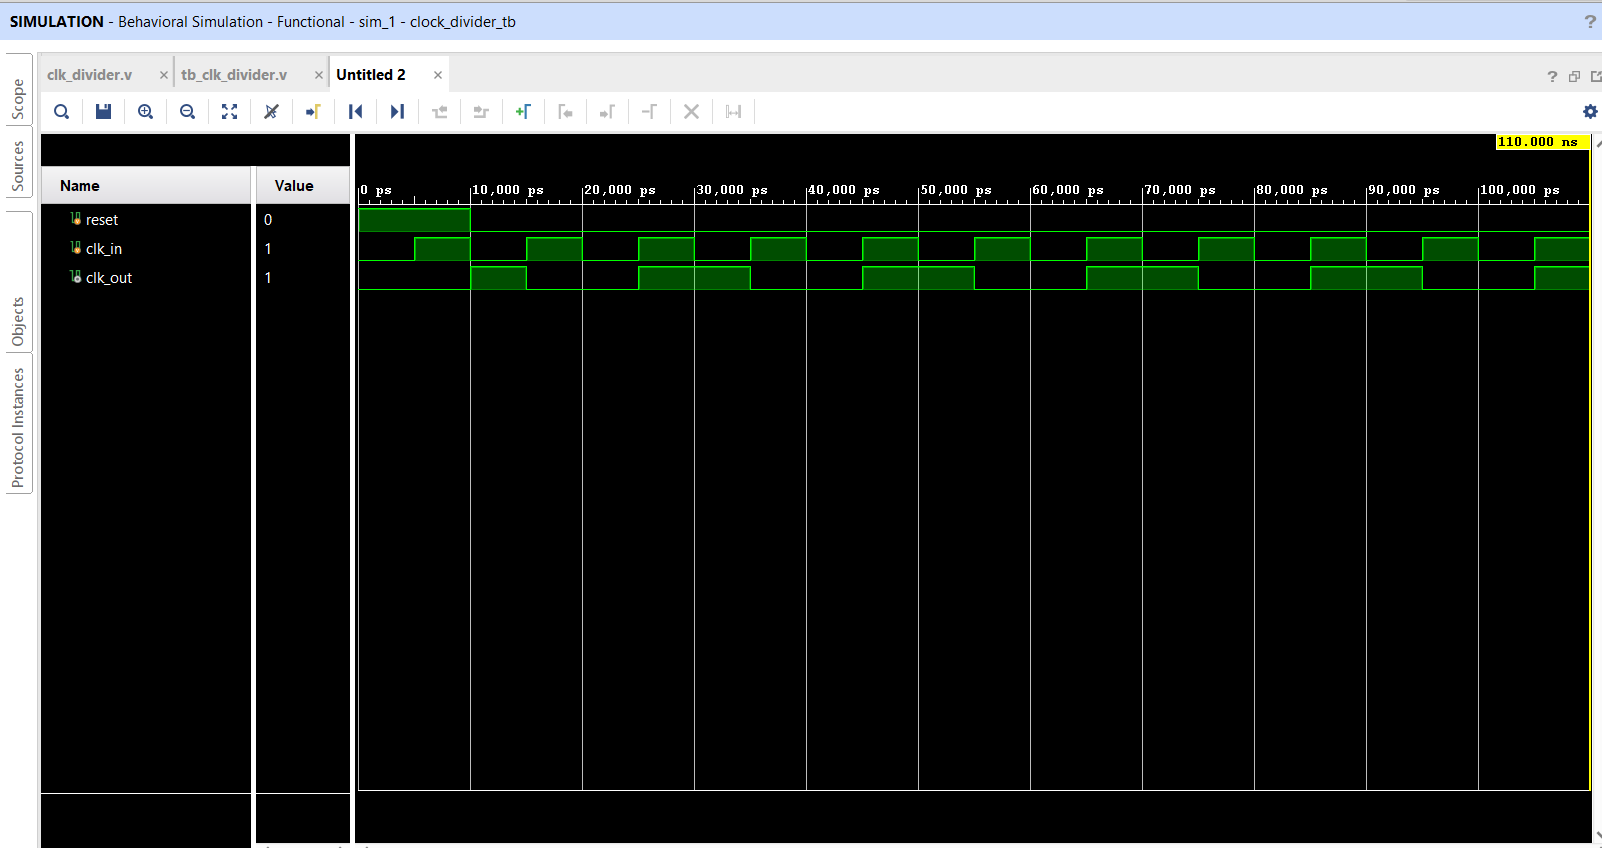 SIMULATION - Behavioral Simulation - Functional - sim_1 - clock_divider_tb
?
clk_divider.v × tb_clk_divider.v × Untitled 2 ×
?
Scope
Sources
Objects
Protocol Instances
110.000 ns
Name Value
0 ps 10,000 ps 20,000 ps 30,000 ps 40,000 ps 50,000 ps 60,000 ps 70,000 ps 80,000 ps 90,000 ps 100,000 ps
reset 0
clk_in 1
clk_out 1